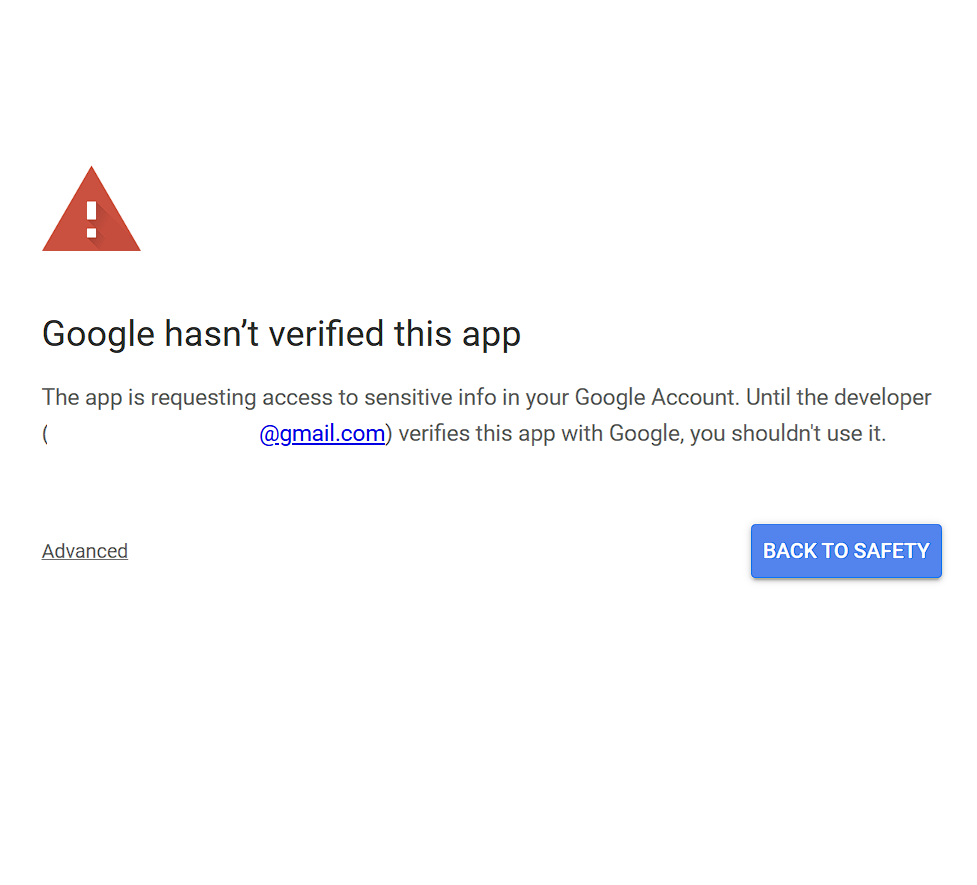 Google hasn’t verified this app
The app is requesting access to sensitive info in your Google Account. Until the developer
( @gmail.com) verifies this app with Google, you shouldn't use it.
Advanced
BACK TO SAFETY